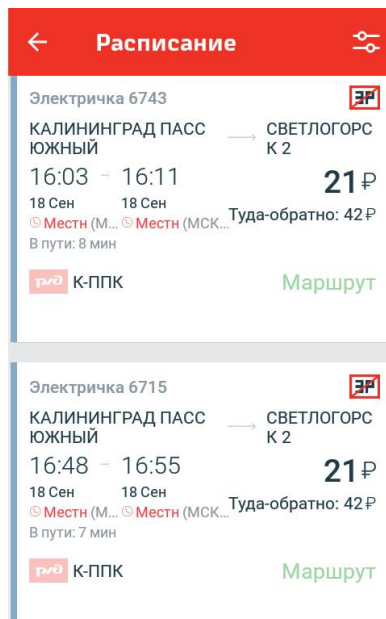 Расписание
Электричка 6743
КАЛИНИНГРАД ПАСС
ЮЖНЫЙ
СВЕТЛОГОРС
К 2
16:03 - 16:11
21₽
18 Сен 18 Сен
Туда-обратно: 42₽
Местн (М... Местн (МСК...
В пути: 8 мин
ржд К-ППК
Маршрут
Электричка 6715
КАЛИНИНГРАД ПАСС
ЮЖНЫЙ
СВЕТЛОГОРС
К 2
16:48 - 16:55
21₽
18 Сен 18 Сен
Туда-обратно: 42₽
Местн (М... Местн (МСК...
В пути: 7 мин
ржд К-ППК
Маршрут